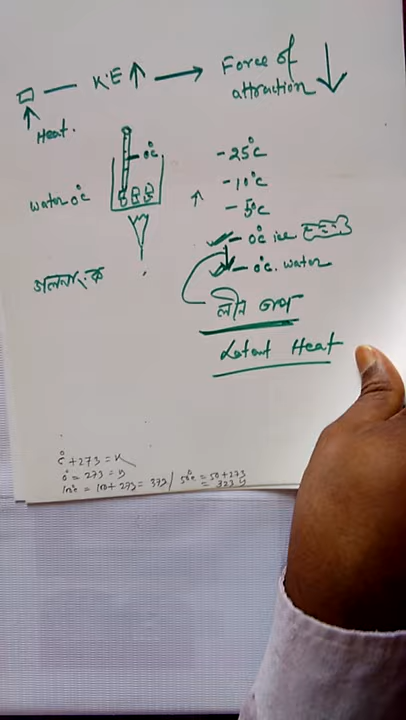 K.E ↑ → Force of attraction ↓
Heat.
0°c
water 0°c
-25°c
-10°c
-5°c
- 0°c ice
- 0°c water
গলনাংক
লীন তাপ
Latent Heat
°c + 273 = K
0° = 273 = K
100°c = 100 + 273 = 373 / 50°c = 50 + 273
= 323 K